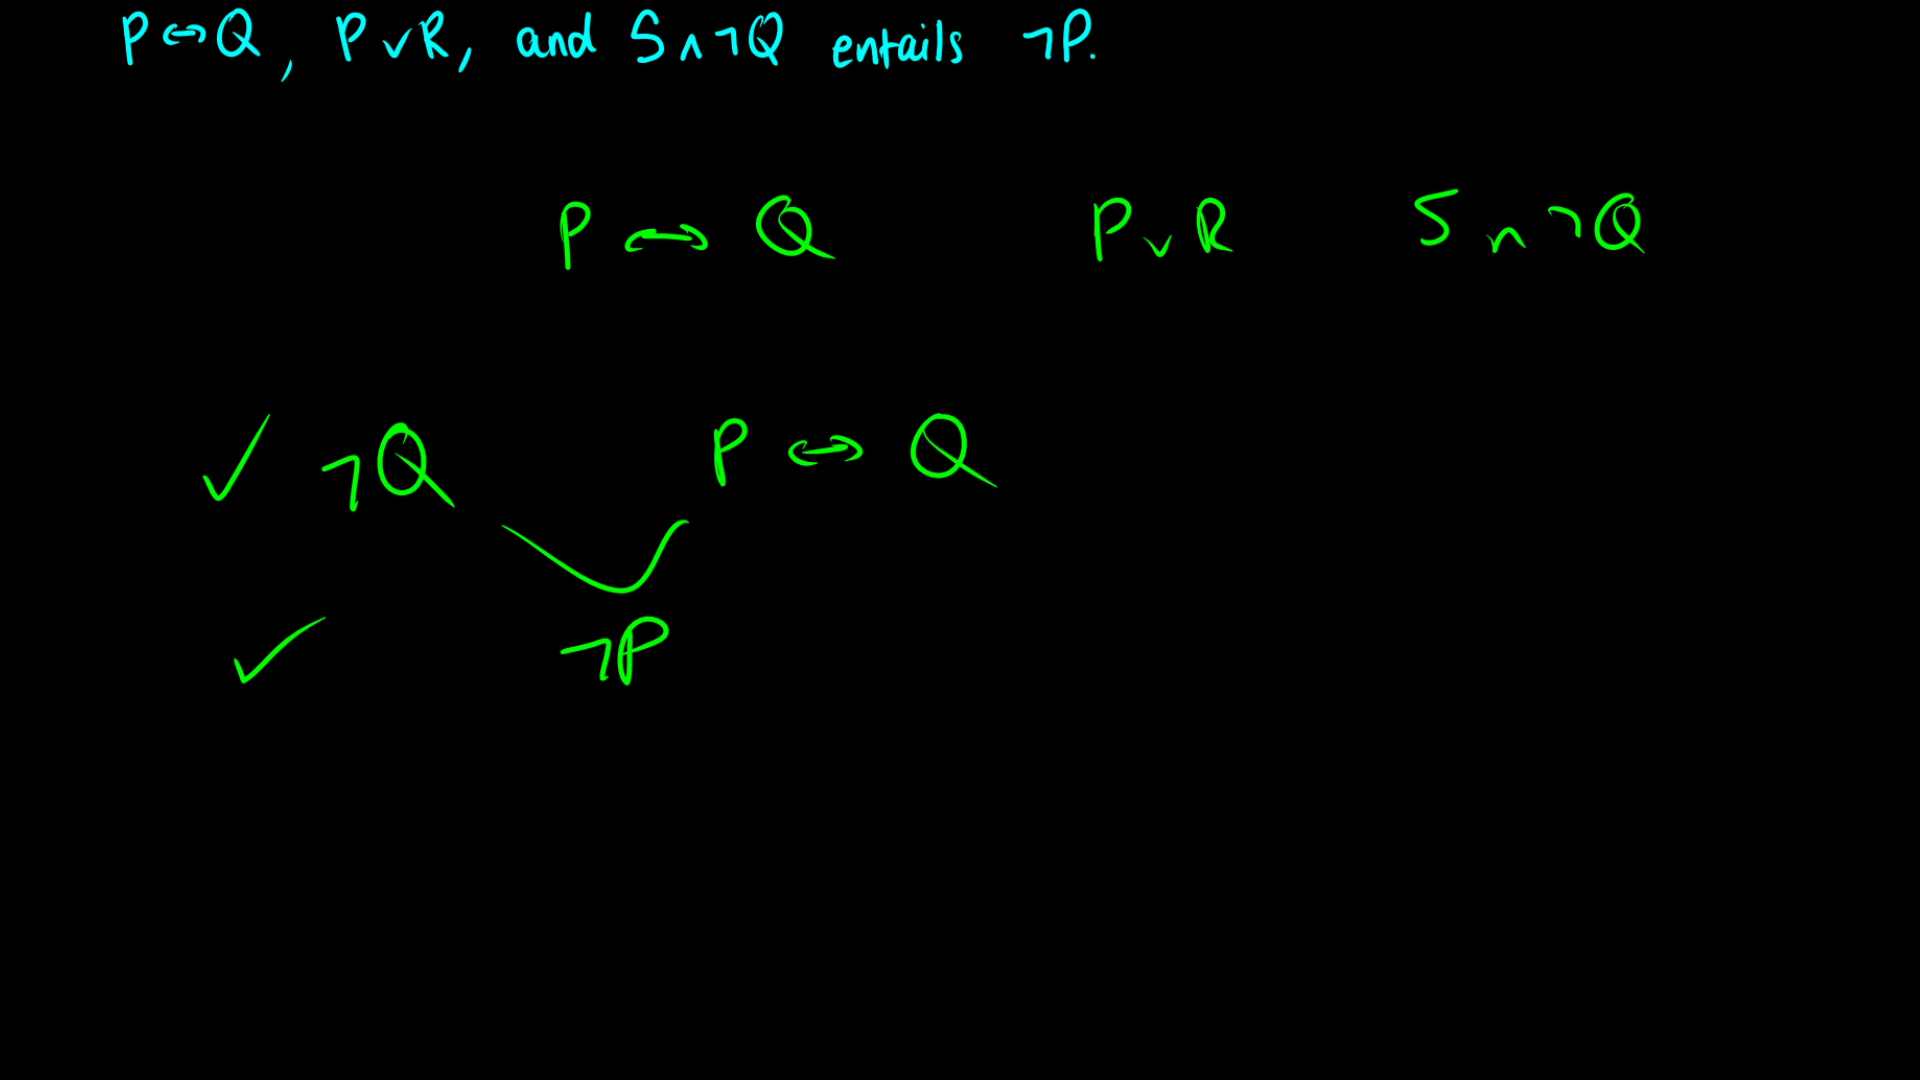 P↔Q, P∨R, and S∧¬Q entails ¬P.
P ↔ Q P∨R S∧¬Q
✓ ¬Q P ↔ Q
✓ ¬P